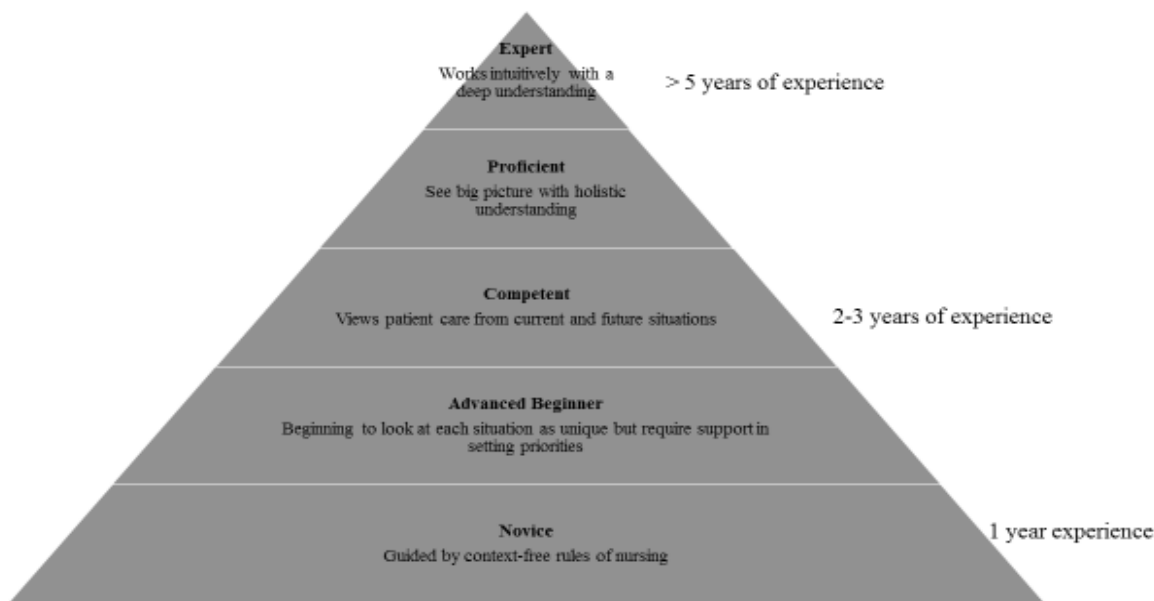 Expert
Works intuitively with a
deep understanding
> 5 years of experience
Proficient
See big picture with holistic
understanding
Competent
Views patient care from current and future situations
2-3 years of experience
Advanced Beginner
Beginning to look at each situation as unique but require support in
setting priorities
Novice
Guided by context-free rules of nursing
1 year experience